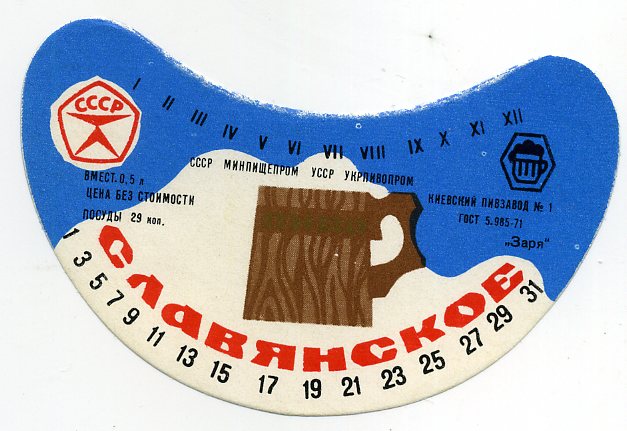 СССР
I II III IV V VI VII VIII IX X XI XII
СССР МИНПИЩЕПРОМ УССР УКРПИВОПРОМ
ВМЕСТ. 0,5 л
ЦЕНА БЕЗ СТОИМОСТИ
ПОСУДЫ 29 коп.
КИЕВСКИЙ ПИВЗАВОД № 1
ГОСТ 5.985-71
„Заря“
СЛАВЯНСКОЕ
1 3 5 7 9 11 13 15 17 19 21 23 25 27 29 31